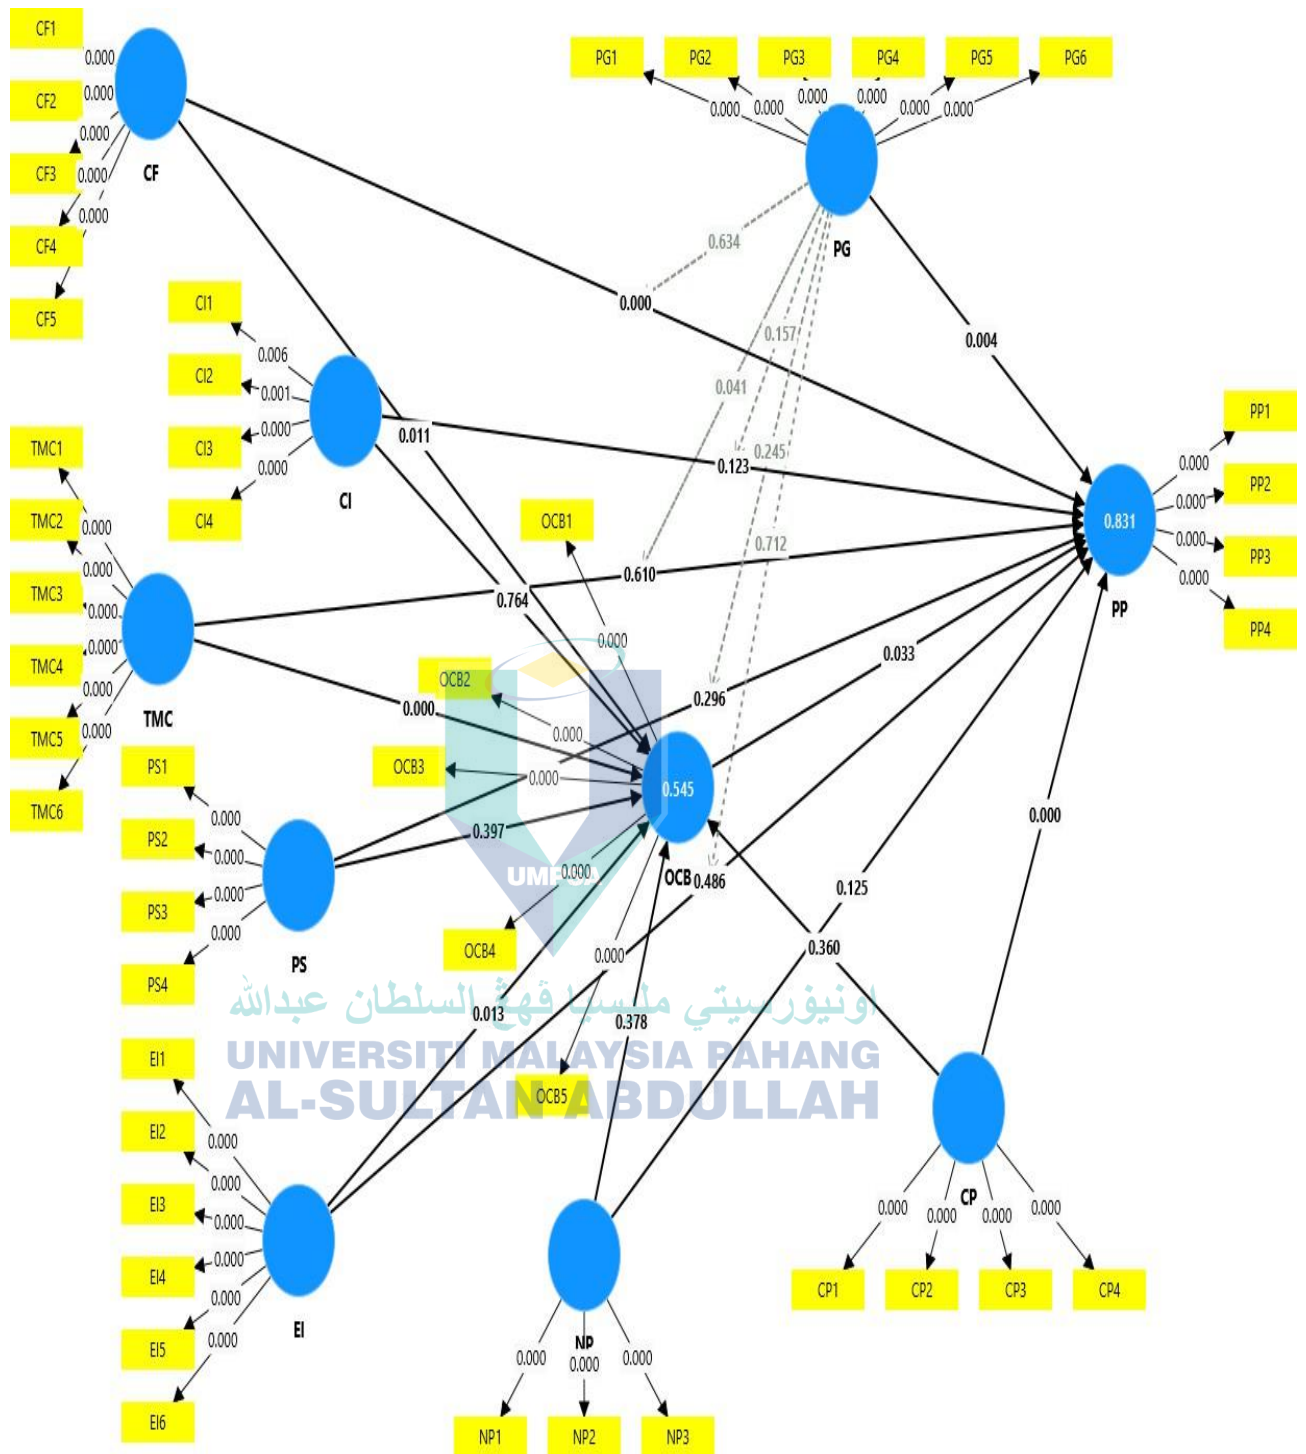 CF1
0.000
CF2
0.000
0.000
CF3
0.000
0.000
CF4
CF5
CF
PG1
PG2
PG3
PG4
PG5
PG6
0.000
0.000
0.000
0.000
0.000
0.000
PG
0.634
0.000
0.157
0.041
0.245
0.712
0.004
CI1
0.006
CI2
0.001
CI3
0.000
0.000
CI4
CI
0.011
0.123
TMC1
TMC2
0.000
0.000
TMC3
0.000
TMC4
0.000
0.000
TMC5
0.000
TMC6
TMC
0.610
0.764
0.000
OCB1
0.000
OCB2
0.000
OCB3
0.000
0.545
OCB
0.000
OCB4
0.000
OCB5
0.296
0.033
0.831
PP
PP1
0.000
PP2
0.000
PP3
0.000
0.000
PP4
PS1
0.000
PS2
0.000
PS3
0.000
0.000
PS4
PS
0.397
0.486
0.125
0.360
0.000
0.013
0.378
UMPSA
اونيۏرسيتي مليسيا ڤهڠ السلطان عبدالله
UNIVERSITI MALAYSIA PAHANG
AL-SULTAN ABDULLAH
EI1
0.000
EI2
0.000
EI3
0.000
EI4
0.000
0.000
EI5
0.000
EI6
EI
NP
0.000
0.000
0.000
NP1
NP2
NP3
CP
0.000
0.000
0.000
0.000
CP1
CP2
CP3
CP4